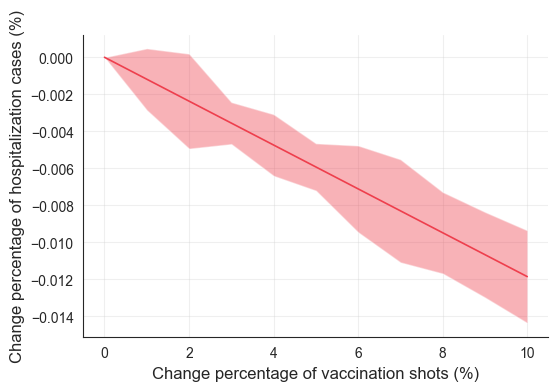 Change percentage of hospitalization cases (%)
0.000
−0.002
−0.004
−0.006
−0.008
−0.010
−0.012
−0.014
0 2 4 6 8 10
Change percentage of vaccination shots (%)